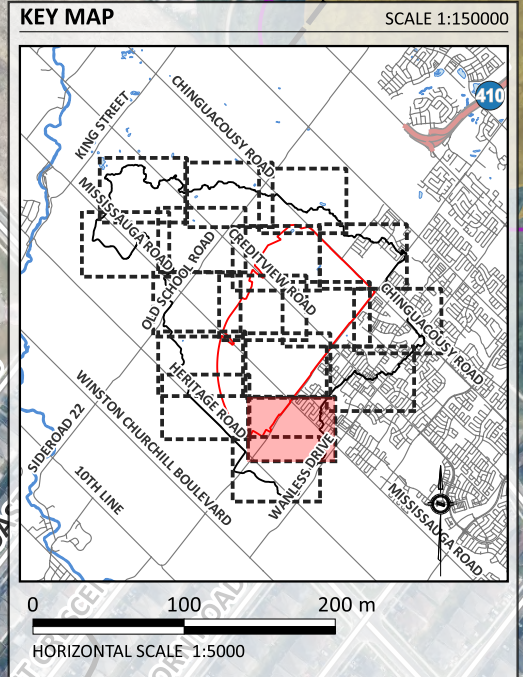 KEY MAP
SCALE 1:150000
410
KING STREET
CHINGUACOUSY ROAD
MISSISSAUGA ROAD
OLD SCHOOL ROAD
CREDITVIEW ROAD
CHINGUACOUSY ROAD
HERITAGE ROAD
WINSTON CHURCHILL BOULEVARD
SIDEROAD 22
10TH LINE
WANLESS DRIVE
MISSISSAUGA ROAD
0 100 200 m
HORIZONTAL SCALE 1:5000